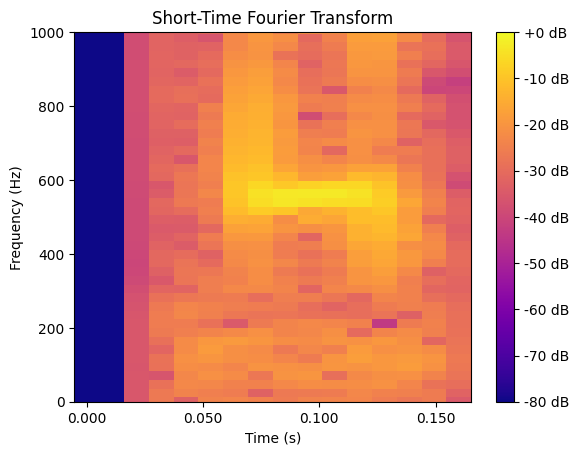 Short-Time Fourier Transform
Frequency (Hz)
1000
800
600
400
200
0
0.000
0.050
0.100
0.150
Time (s)
+0 dB
-10 dB
-20 dB
-30 dB
-40 dB
-50 dB
-60 dB
-70 dB
-80 dB